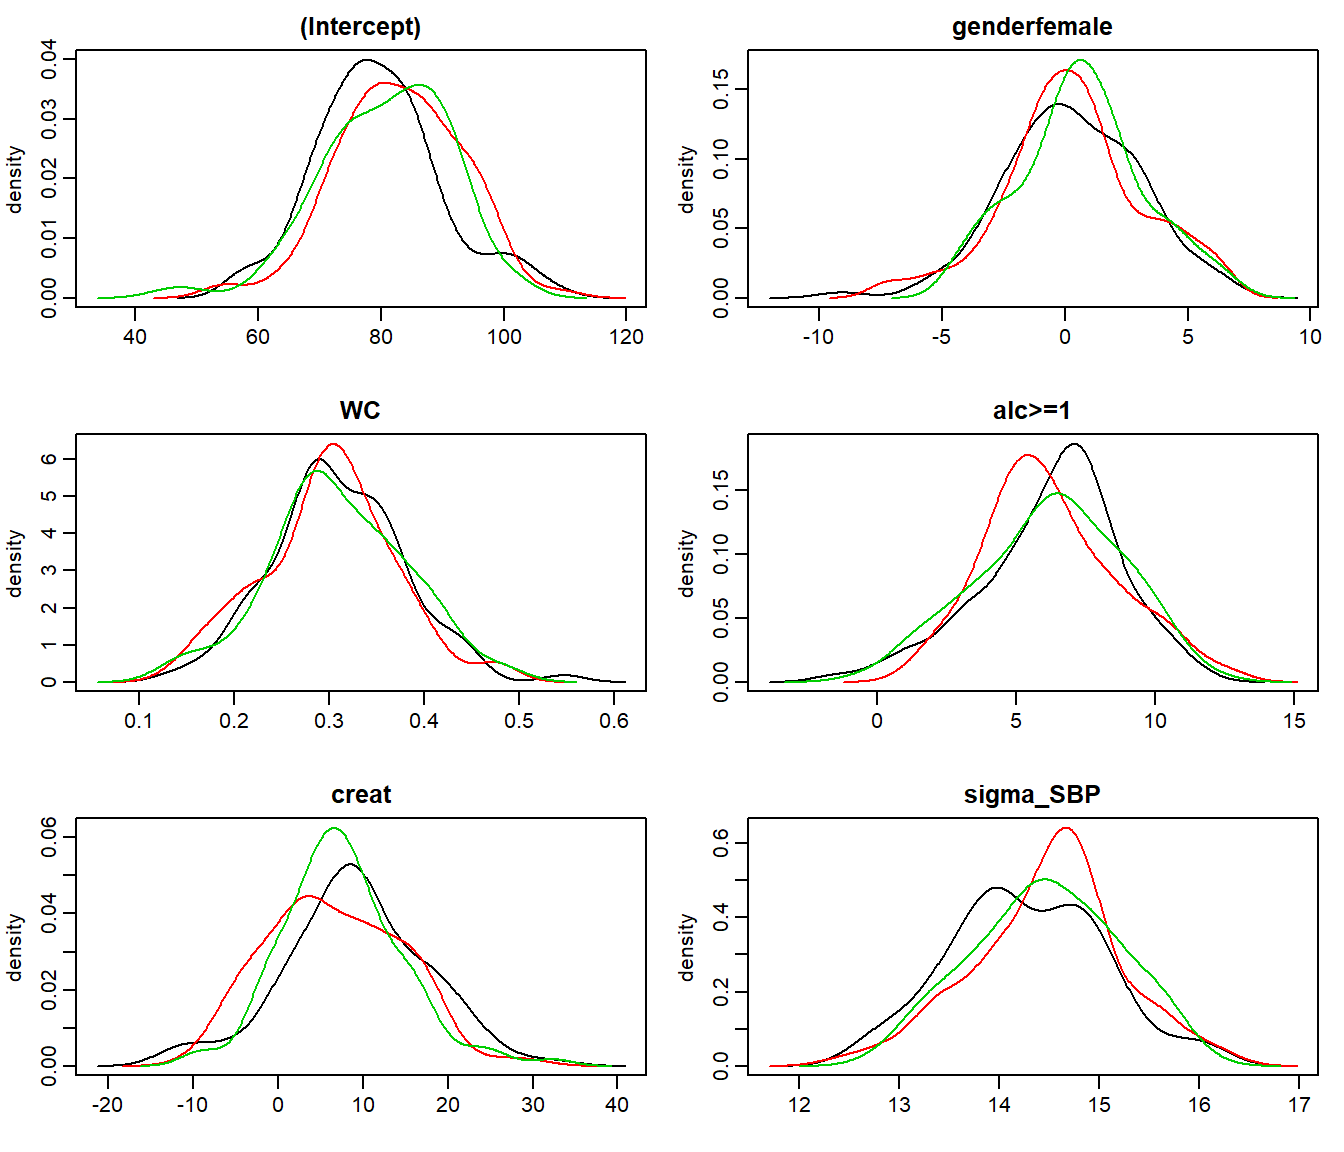 (Intercept)
density
0.00 0.01 0.02 0.03 0.04
40 60 80 100 120
genderfemale
density
0.00 0.05 0.10 0.15
-10 -5 0 5 10
WC
density
0 1 2 3 4 5 6
0.1 0.2 0.3 0.4 0.5 0.6
alc>=1
density
0.00 0.05 0.10 0.15
0 5 10 15
creat
density
0.00 0.02 0.04 0.06
-20 -10 0 10 20 30 40
sigma_SBP
density
0.0 0.2 0.4 0.6
12 13 14 15 16 17